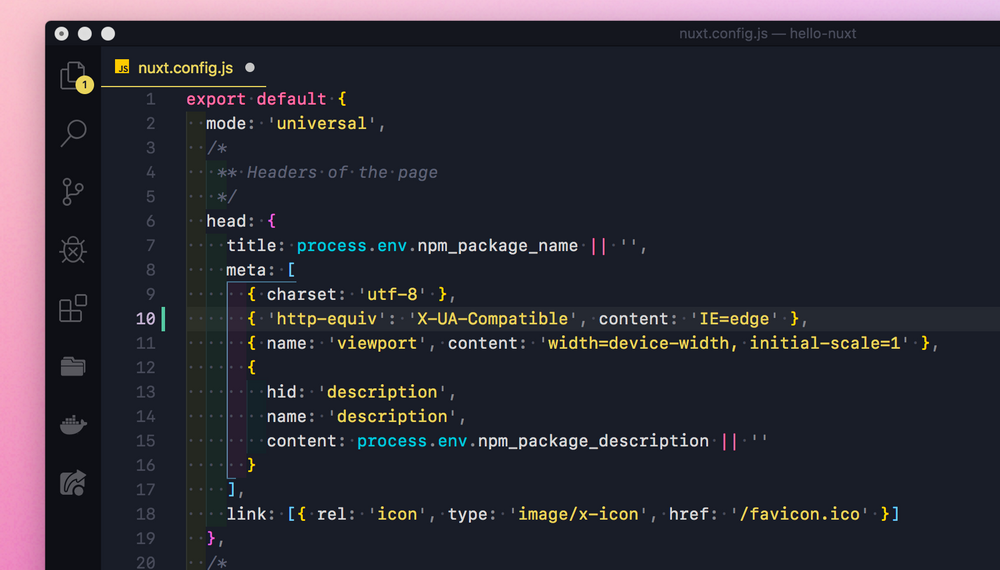 nuxt.config.js — hello-nuxt
JS nuxt.config.js
1
1 export default {
2 mode: 'universal',
3 /*
4 ** Headers of the page
5 */
6 head: {
7 title: process.env.npm_package_name || '',
8 meta: [
9 { charset: 'utf-8' },
10 { 'http-equiv': 'X-UA-Compatible', content: 'IE=edge' },
11 { name: 'viewport', content: 'width=device-width, initial-scale=1' },
12 {
13 hid: 'description',
14 name: 'description',
15 content: process.env.npm_package_description || ''
16 }
17 ],
18 link: [{ rel: 'icon', type: 'image/x-icon', href: '/favicon.ico' }]
19 },
20 /*